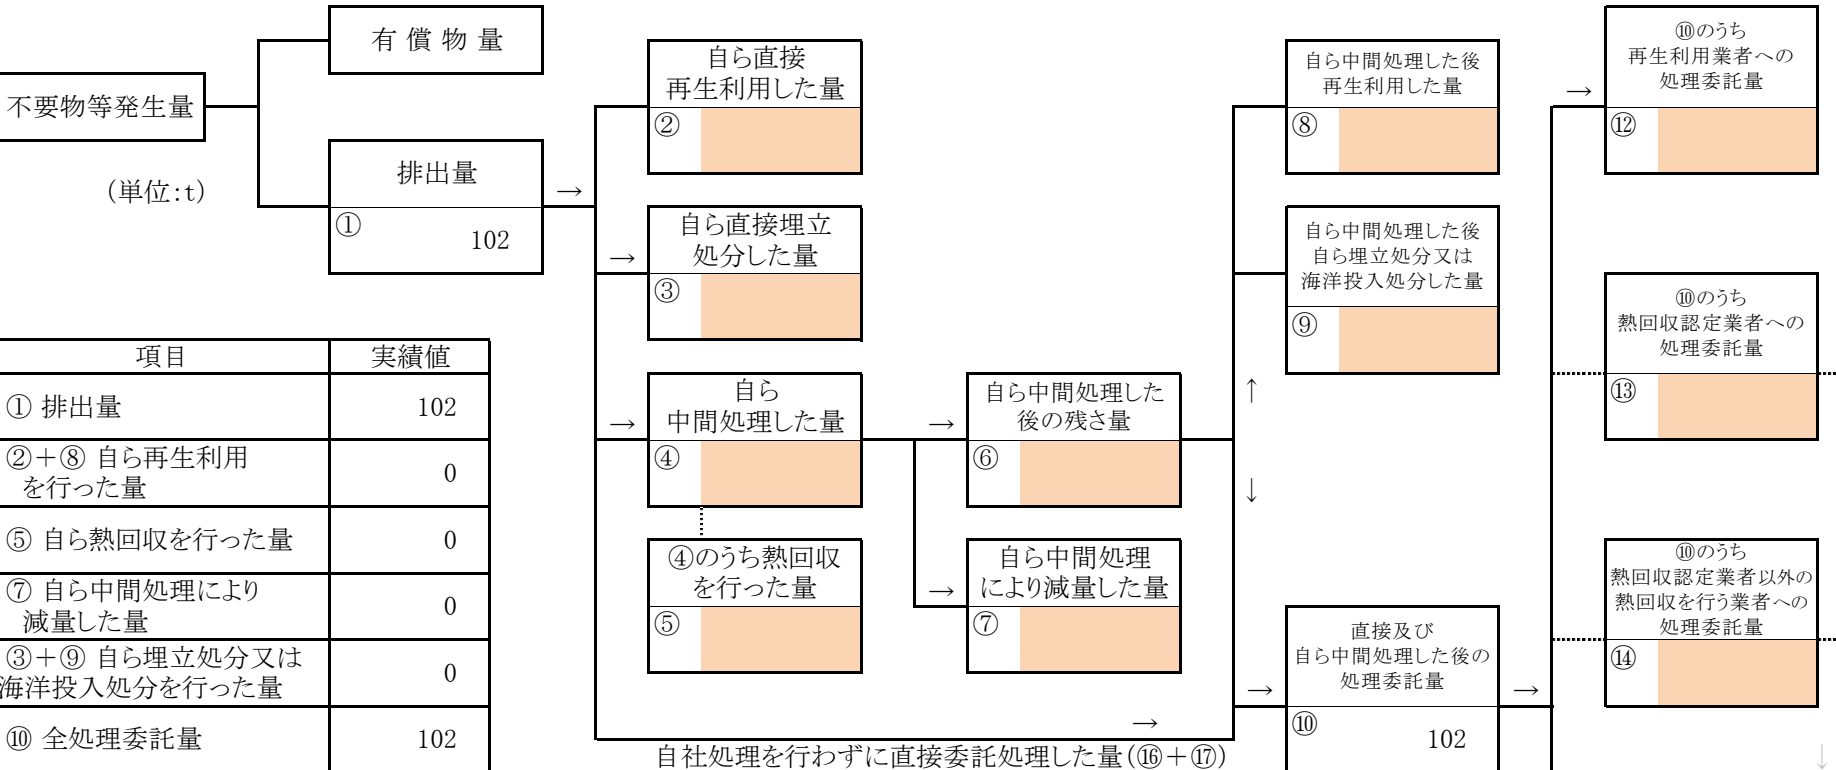 有 償 物 量
不要物等発生量
（単位：t）
排出量
→
① 102
自ら直接
再生利用した量
②
→
自ら直接埋立
処分した量
③
→
自ら
中間処理した量
④
④のうち熱回収
を行った量
⑤
→
自ら中間処理した
後の残さ量
⑥
→
自ら中間処理
により減量した量
⑦
↑
↓
自ら中間処理した後
再生利用した量
⑧
自ら中間処理した後
自ら埋立処分又は
海洋投入処分した量
⑨
→
直接及び
自ら中間処理した後の
処理委託量
⑩ 102
→
→
自社処理を行わずに直接委託処理した量（⑯＋⑰）
→
⑩のうち
再生利用業者への
処理委託量
⑫
⑩のうち
熱回収認定業者への
処理委託量
⑬
⑩のうち
熱回収認定業者以外の
熱回収を行う業者への
処理委託量
⑭
↓
項目 実績値
① 排出量 102
②＋⑧ 自ら再生利用
を行った量 0
⑤ 自ら熱回収を行った量 0
⑦ 自ら中間処理により
減量した量 0
③＋⑨ 自ら埋立処分又は
海洋投入処分を行った量 0
⑩ 全処理委託量 102